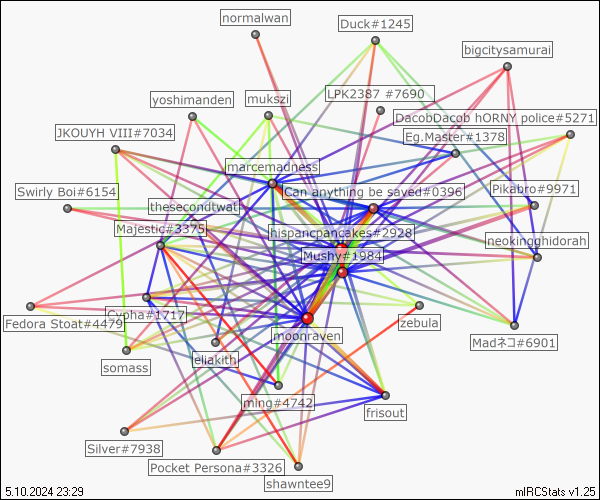 normalwan
Duck#1245
bigcitysamurai
LPK2387 #7690
yoshimanden
mukszi
DacobDacob hORNY police#5271
JKOUYH VIII#7034
Eg.Master#1378
marcemadness
Swirly Boi#6154
Can anything be saved#0396
Pikabro#9971
thesecondtwat
Majestic#3375
hispanicpancakes#2928
neokingghidorah
Mushy#1984
Cypha#1717
Fedora Stoat#4479
zebula
moonraven
Madネコ#6901
eliakith
somass
ming#4742
frisout
Silver#7938
Pocket Persona#3326
shawntee9
5.10.2024 23:29
mIRCStats v1.25